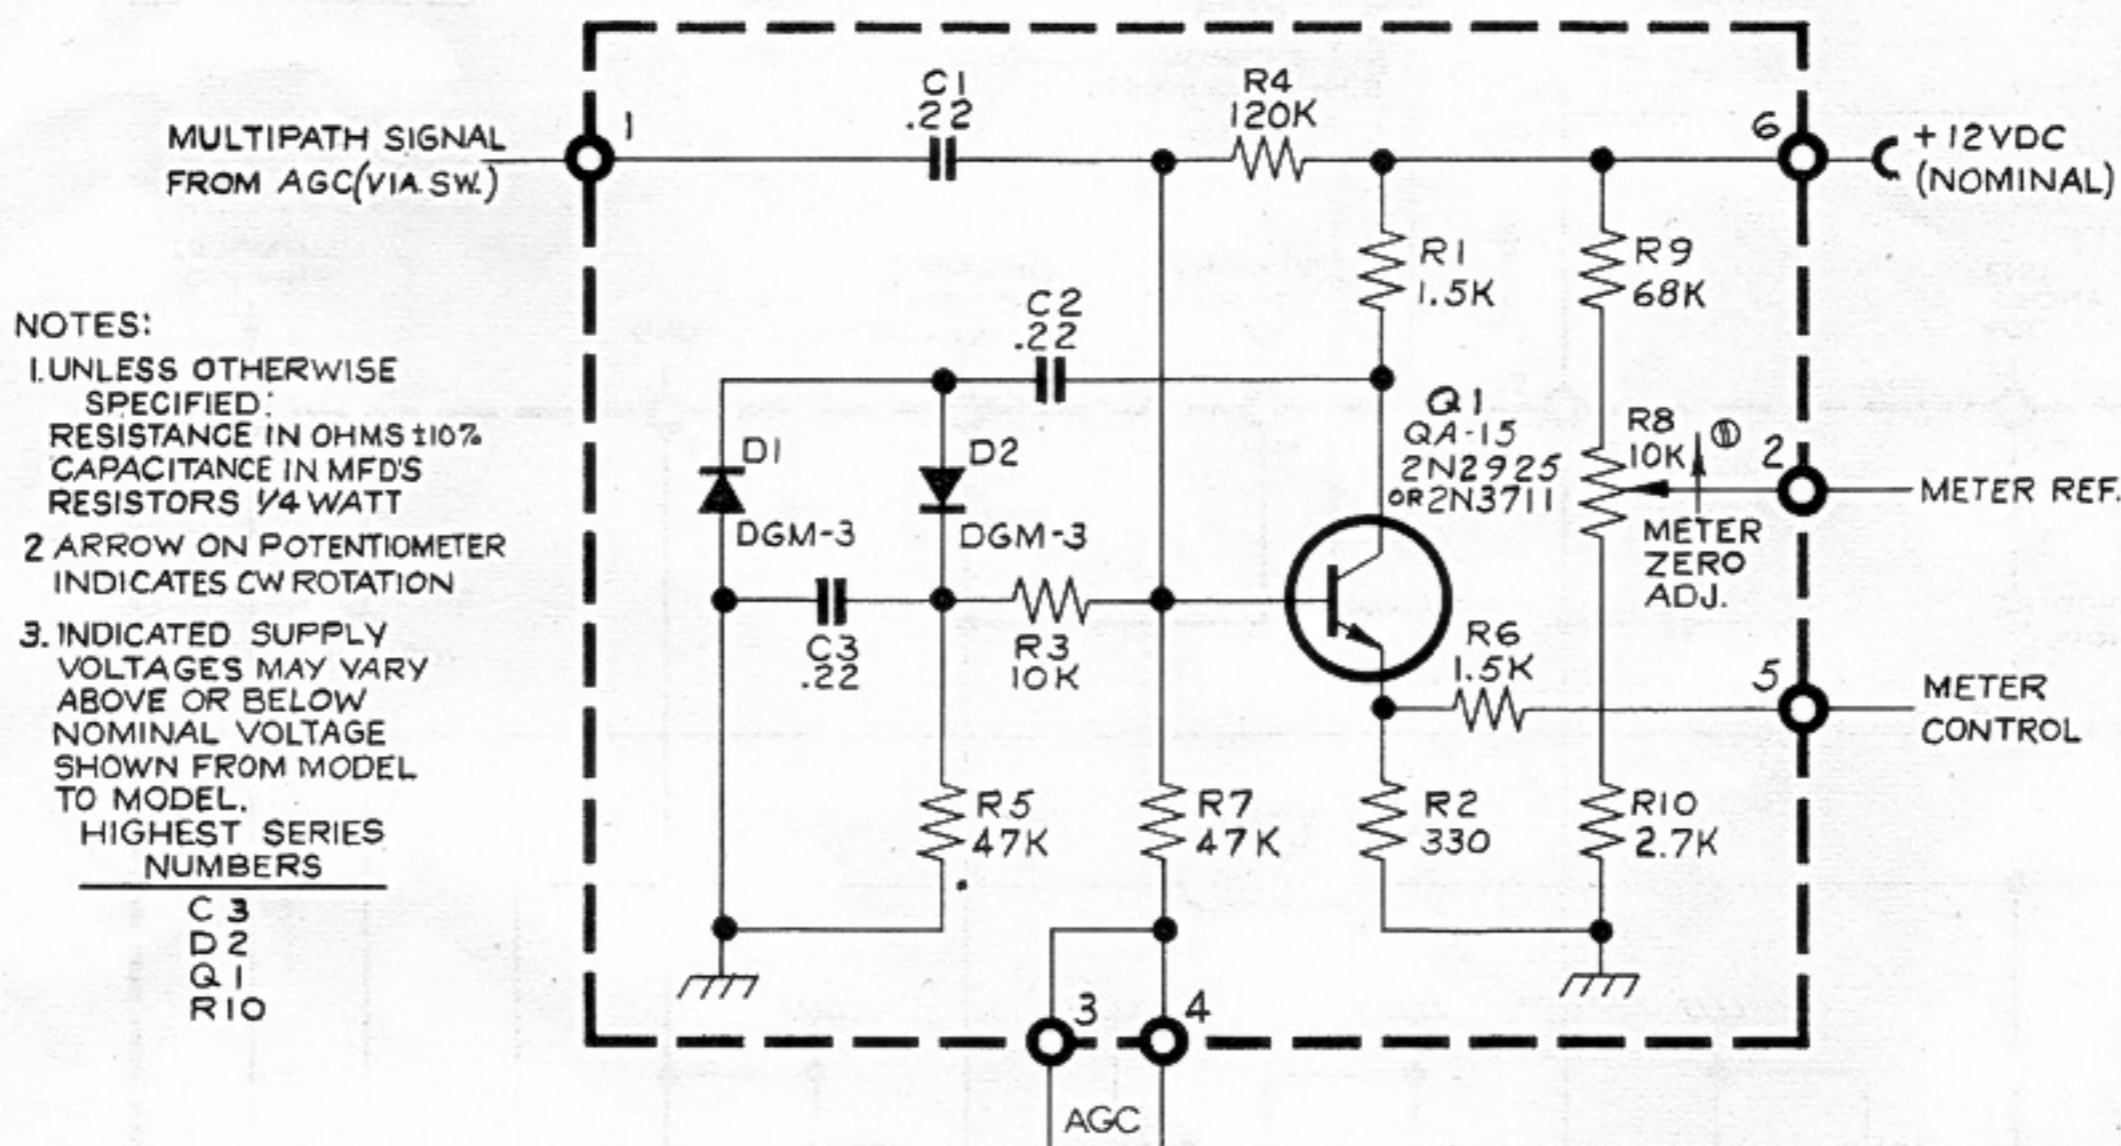 MULTIPATH SIGNAL
FROM AGC(VIA SW.)
1
C1
.22
R4
120K
6
+12VDC
(NOMINAL)
R1
1.5K
R9
68K
C2
.22
NOTES:
1.UNLESS OTHERWISE
SPECIFIED:
RESISTANCE IN OHMS ±10%
CAPACITANCE IN MFD'S
RESISTORS 1/4 WATT
2 ARROW ON POTENTIOMETER
INDICATES CW ROTATION
3. INDICATED SUPPLY
VOLTAGES MAY VARY
ABOVE OR BELOW
NOMINAL VOLTAGE
SHOWN FROM MODEL
TO MODEL.
HIGHEST SERIES
NUMBERS
C 3
D 2
Q 1
R10
D1
DGM-3
D2
DGM-3
Q1
QA-15
2N2925
OR2N3711
R8
10K
2
METER REF.
METER
ZERO
ADJ.
C3
.22
R3
10K
R6
1.5K
5
METER
CONTROL
R5
47K
R7
47K
R2
330
R10
2.7K
3
4
AGC